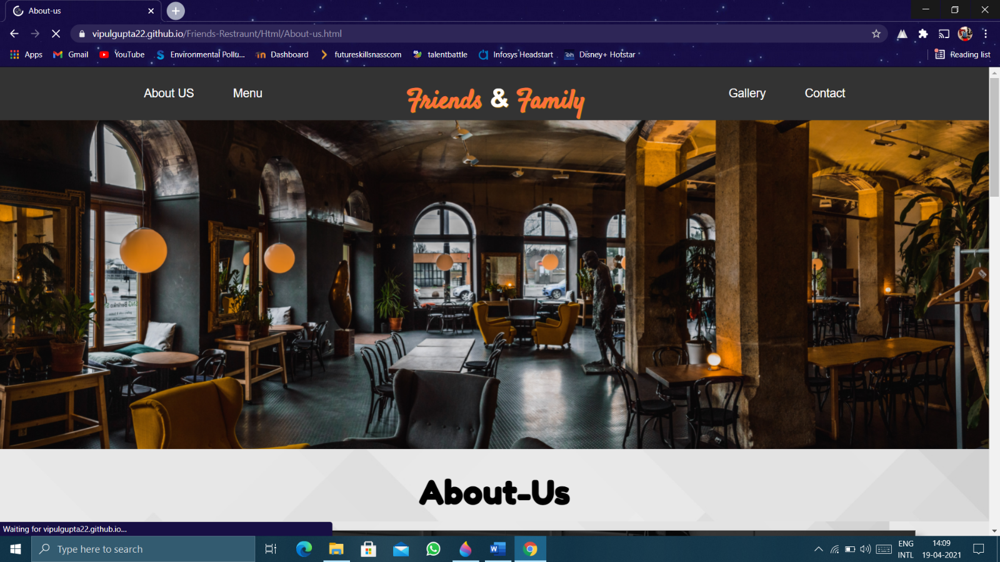 About-us
vipulgupta22.github.io/Friends-Restraunt/Html/About-us.html
Apps Gmail YouTube Environmental Pollu... Dashboard futureskillsnasscom talentbattle Infosys Headstart Disney+ Hotstar Reading list
About US Menu Friends & Family Gallery Contact
About-Us
Waiting for vipulgupta22.github.io...
Type here to search
ENG
INTL
14:09
19-04-2021